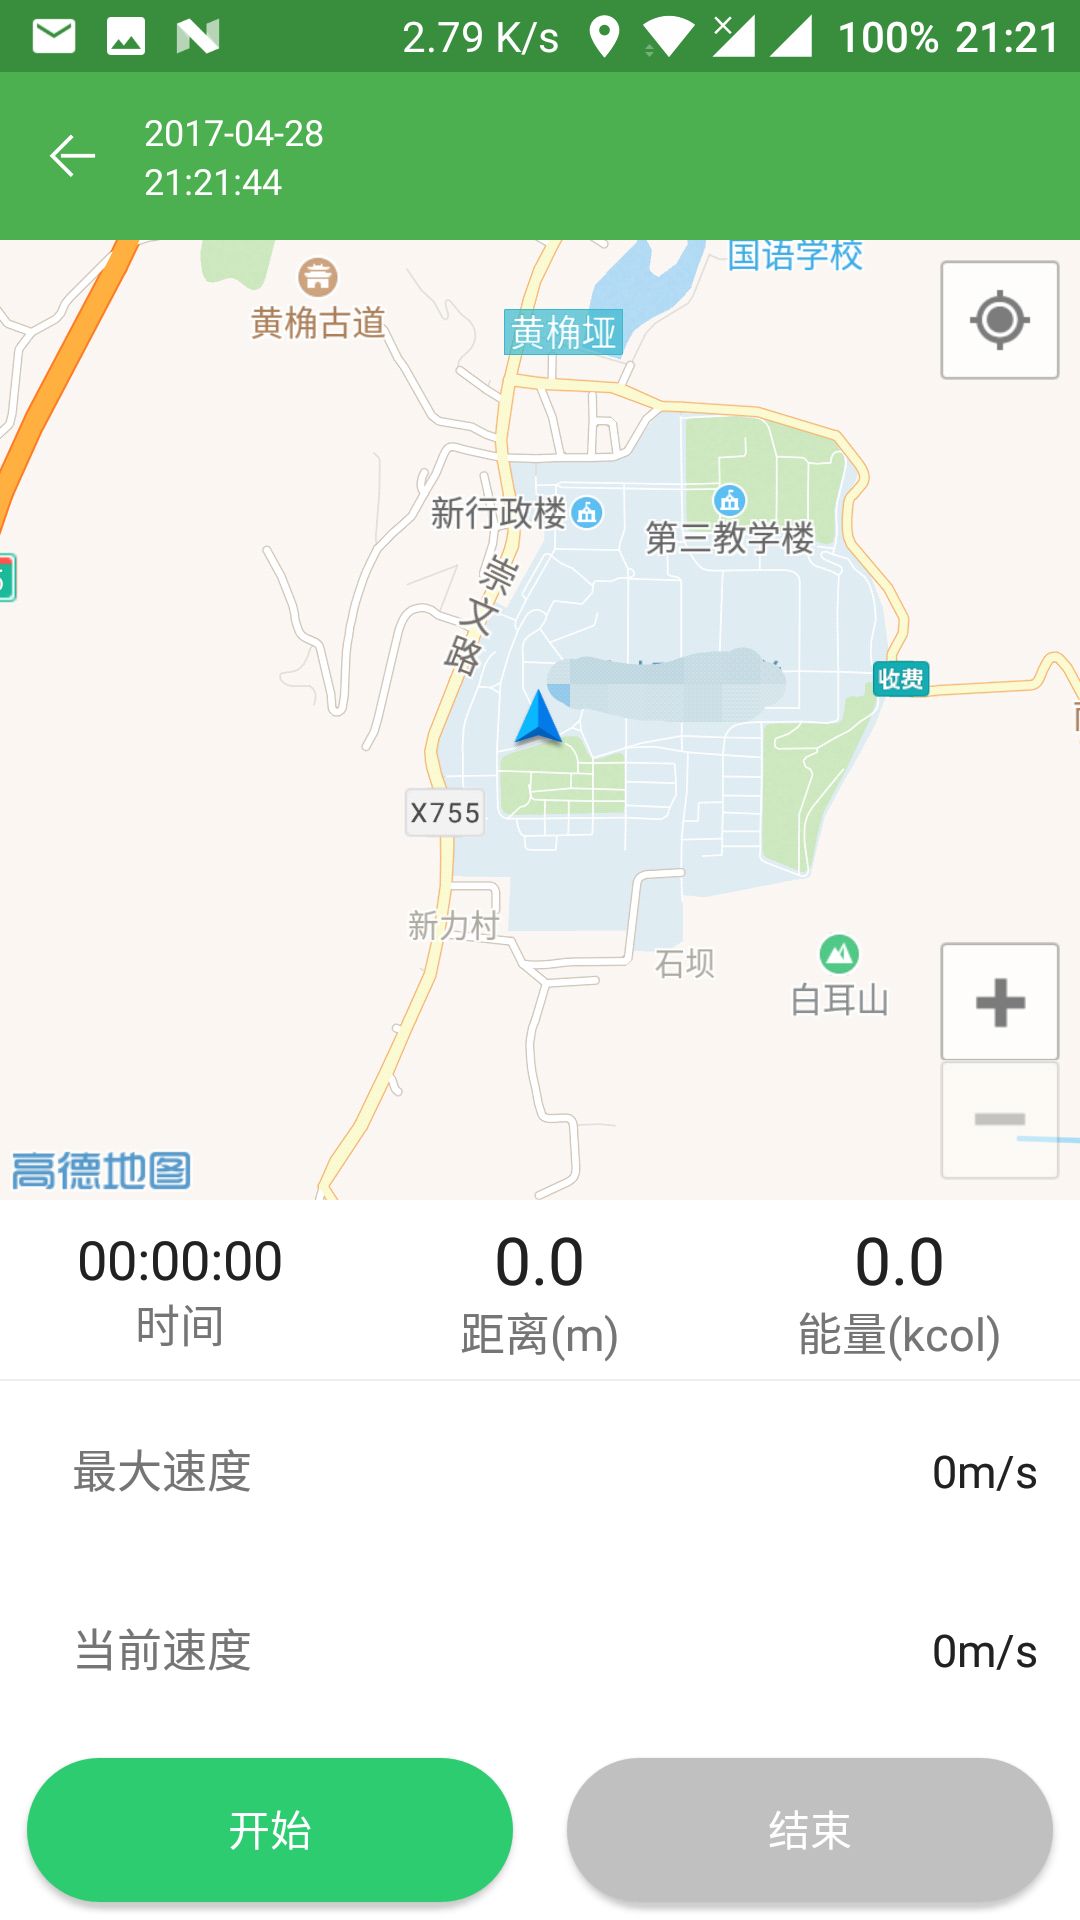 2.79 K/s 100% 21:21
2017-04-28
21:21:44
国语学校
黄桷古道
黄桷垭
新行政楼
第三教学楼
崇文路
收费
X755
新力村
石坝
白耳山
高德地图
00:00:00 0.0 0.0
时间 距离(m) 能量(kcol)
最大速度 0m/s
当前速度 0m/s
开始 结束